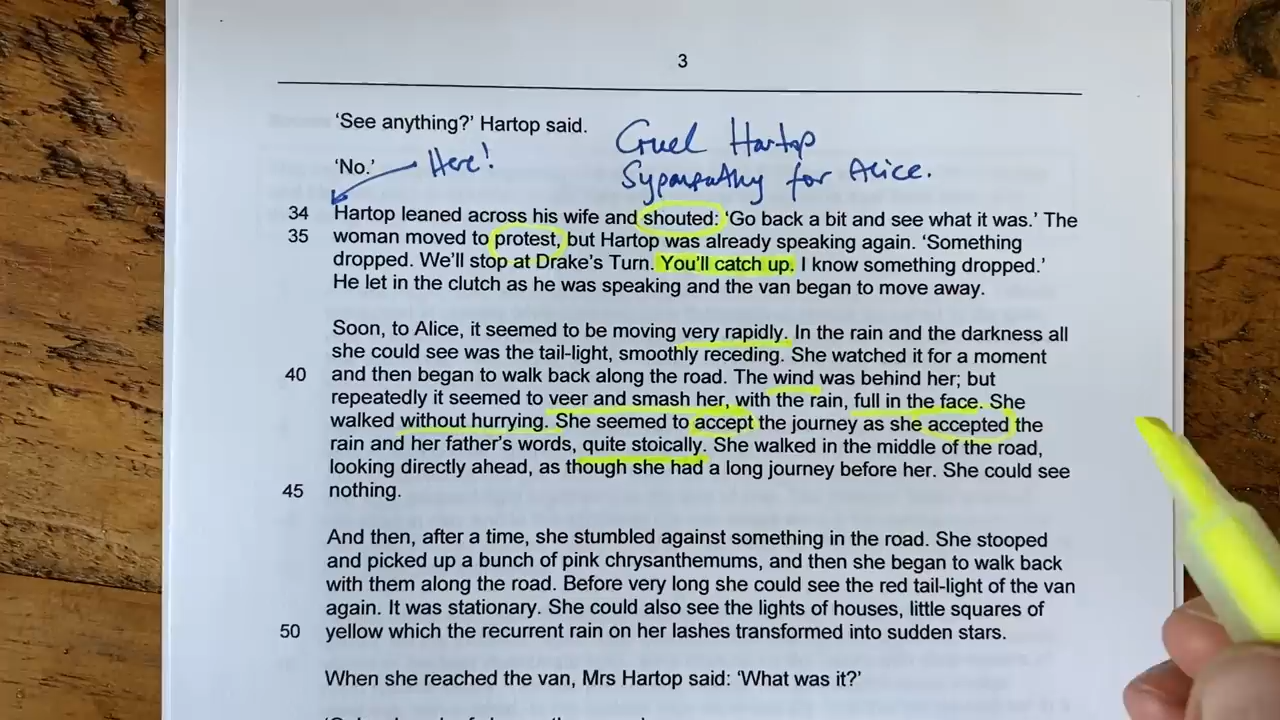 3
'See anything?' Hartop said.
Cruel Hartop
'No.' Here!
Sypmpathy for Alice.
34 Hartop leaned across his wife and shouted: 'Go back a bit and see what it was.' The
35 woman moved to protest, but Hartop was already speaking again. 'Something
dropped. We'll stop at Drake's Turn. You'll catch up. I know something dropped.'
He let in the clutch as he was speaking and the van began to move away.
Soon, to Alice, it seemed to be moving very rapidly. In the rain and the darkness all
she could see was the tail-light, smoothly receding. She watched it for a moment
40 and then began to walk back along the road. The wind was behind her; but
repeatedly it seemed to veer and smash her, with the rain, full in the face. She
walked without hurrying. She seemed to accept the journey as she accepted the
rain and her father's words, quite stoically. She walked in the middle of the road,
looking directly ahead, as though she had a long journey before her. She could see
45 nothing.
And then, after a time, she stumbled against something in the road. She stooped
and picked up a bunch of pink chrysanthemums, and then she began to walk back
with them along the road. Before very long she could see the red tail-light of the van
again. It was stationary. She could also see the lights of houses, little squares of
50 yellow which the recurrent rain on her lashes transformed into sudden stars.
When she reached the van, Mrs Hartop said: 'What was it?'